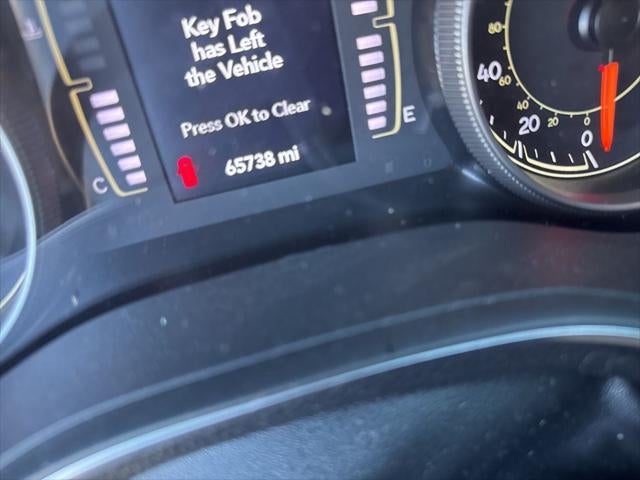 Key Fob
has Left
the Vehicle
Press OK to Clear
65738 mi
C
E
80
60
40
40
20
20
0
0